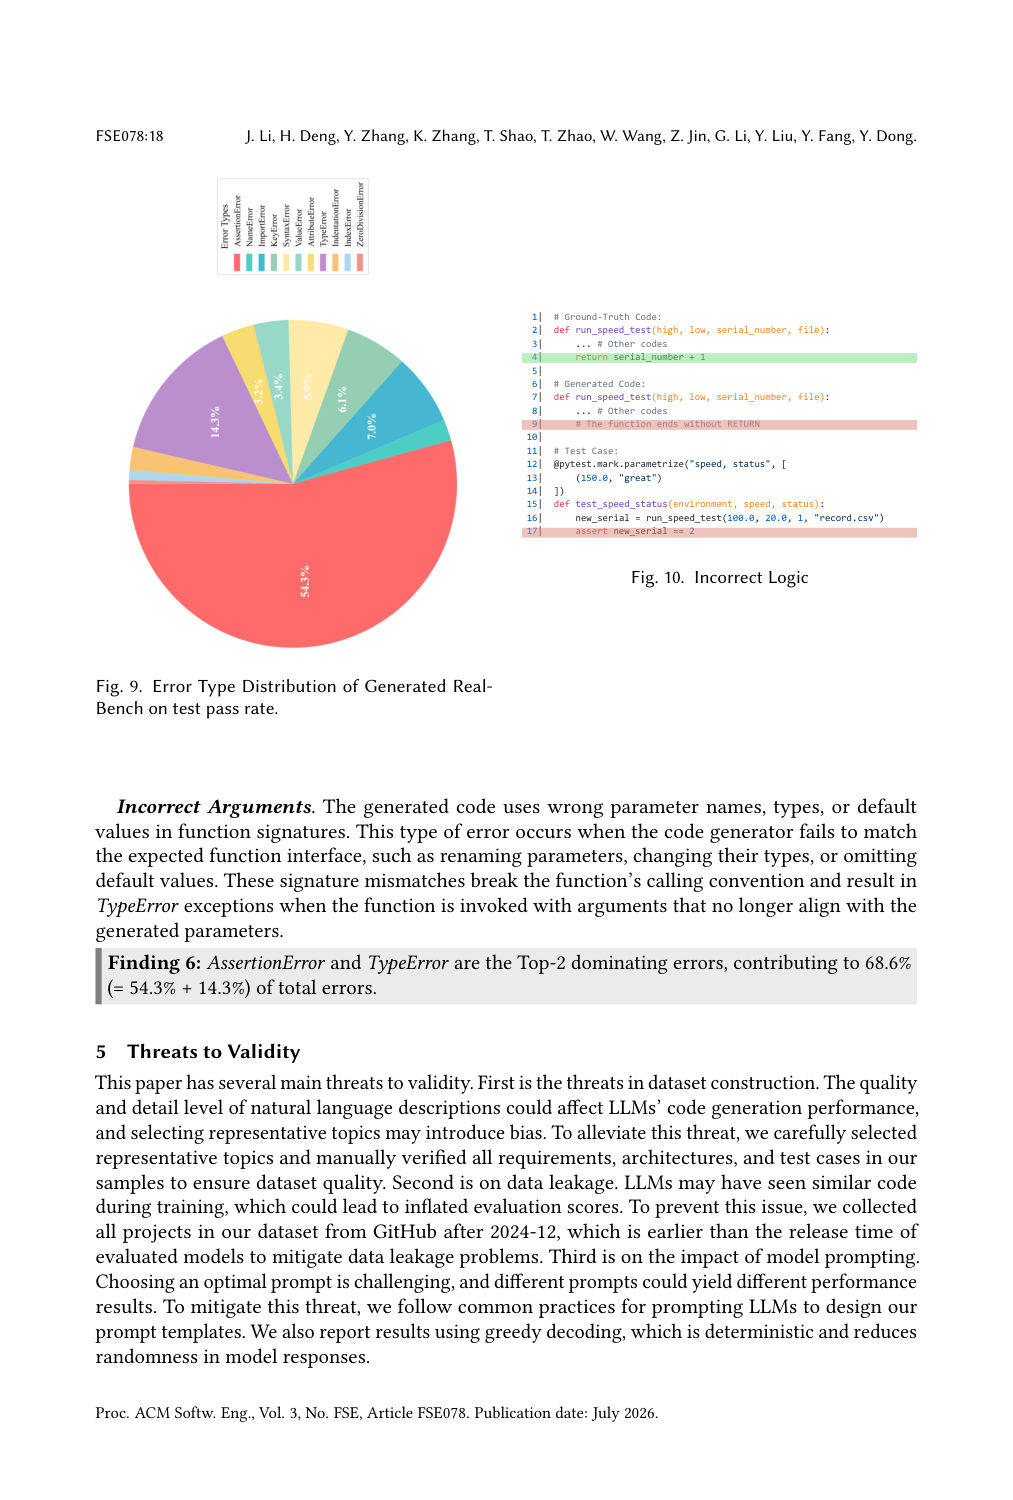 FSE078:18
J. Li, H. Deng, Y. Zhang, K. Zhang, T. Shao, T. Zhao, W. Wang, Z. Jin, G. Li, Y. Liu, Y. Fang, Y. Dong.
Error Types
AssertionError
NameError
ImportError
KeyError
SyntaxError
ValueError
AttributeError
TypeError
IndentationError
IndexError
ZeroDivisionError
14.3%
3.2%
3.4%
5.9%
6.1%
7.0%
54.3%
Fig. 9. Error Type Distribution of Generated Real-
Bench on test pass rate.
1| # Ground-Truth Code:
2| def run_speed_test(high, low, serial_number, file):
3| ... # Other codes
4| return serial_number + 1
5|
6| # Generated Code:
7| def run_speed_test(high, low, serial_number, file):
8| ... # Other codes
9| # The function ends without RETURN
10|
11| # Test Case:
12| @pytest.mark.parametrize("speed, status", [
13| (150.0, "great")
14| ])
15| def test_speed_status(environment, speed, status):
16| new_serial = run_speed_test(100.0, 20.0, 1, "record.csv")
17| assert new_serial == 2
Fig. 10. Incorrect Logic
Incorrect Arguments. The generated code uses wrong parameter names, types, or default
values in function signatures. This type of error occurs when the code generator fails to match
the expected function interface, such as renaming parameters, changing their types, or omitting
default values. These signature mismatches break the function's calling convention and result in
TypeError exceptions when the function is invoked with arguments that no longer align with the
generated parameters.
Finding 6: AssertionError and TypeError are the Top-2 dominating errors, contributing to 68.6%
(= 54.3% + 14.3%) of total errors.
5 Threats to Validity
This paper has several main threats to validity. First is the threats in dataset construction. The quality
and detail level of natural language descriptions could affect LLMs' code generation performance,
and selecting representative topics may introduce bias. To alleviate this threat, we carefully selected
representative topics and manually verified all requirements, architectures, and test cases in our
samples to ensure dataset quality. Second is on data leakage. LLMs may have seen similar code
during training, which could lead to inflated evaluation scores. To prevent this issue, we collected
all projects in our dataset from GitHub after 2024-12, which is earlier than the release time of
evaluated models to mitigate data leakage problems. Third is on the impact of model prompting.
Choosing an optimal prompt is challenging, and different prompts could yield different performance
results. To mitigate this threat, we follow common practices for prompting LLMs to design our
prompt templates. We also report results using greedy decoding, which is deterministic and reduces
randomness in model responses.
Proc. ACM Softw. Eng., Vol. 3, No. FSE, Article FSE078. Publication date: July 2026.